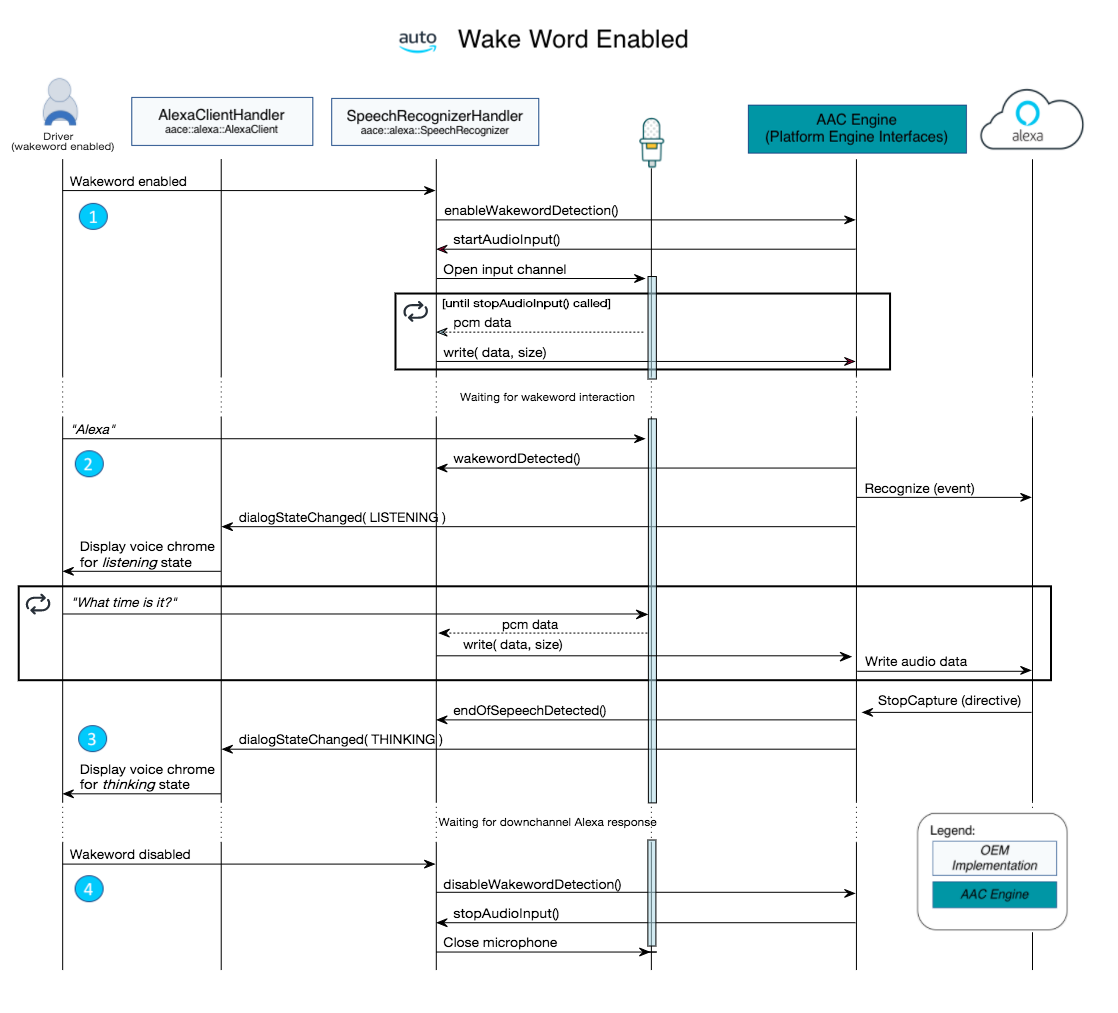 auto Wake Word Enabled
Driver
(wakeword enabled)
AlexaClientHandler
aace::alexa::AlexaClient
SpeechRecognizerHandler
aace::alexa::SpeechRecognizer
AAC Engine
(Platform Engine Interfaces)
alexa
Wakeword enabled
1
enableWakewordDetection()
startAudioInput()
Open input channel
[until stopAudioInput() called]
pcm data
write( data, size)
Waiting for wakeword interaction
"Alexa"
2
wakewordDetected()
Recognize (event)
dialogStateChanged( LISTENING )
Display voice chrome
for listening state
"What time is it?"
pcm data
write( data, size)
Write audio data
StopCapture (directive)
endOfSepeechDetected()
3
dialogStateChanged( THINKING )
Display voice chrome
for thinking state
Waiting for downchannel Alexa response
Legend:
OEM
Implementation
AAC Engine
Wakeword disabled
4
disableWakewordDetection()
stopAudioInput()
Close microphone